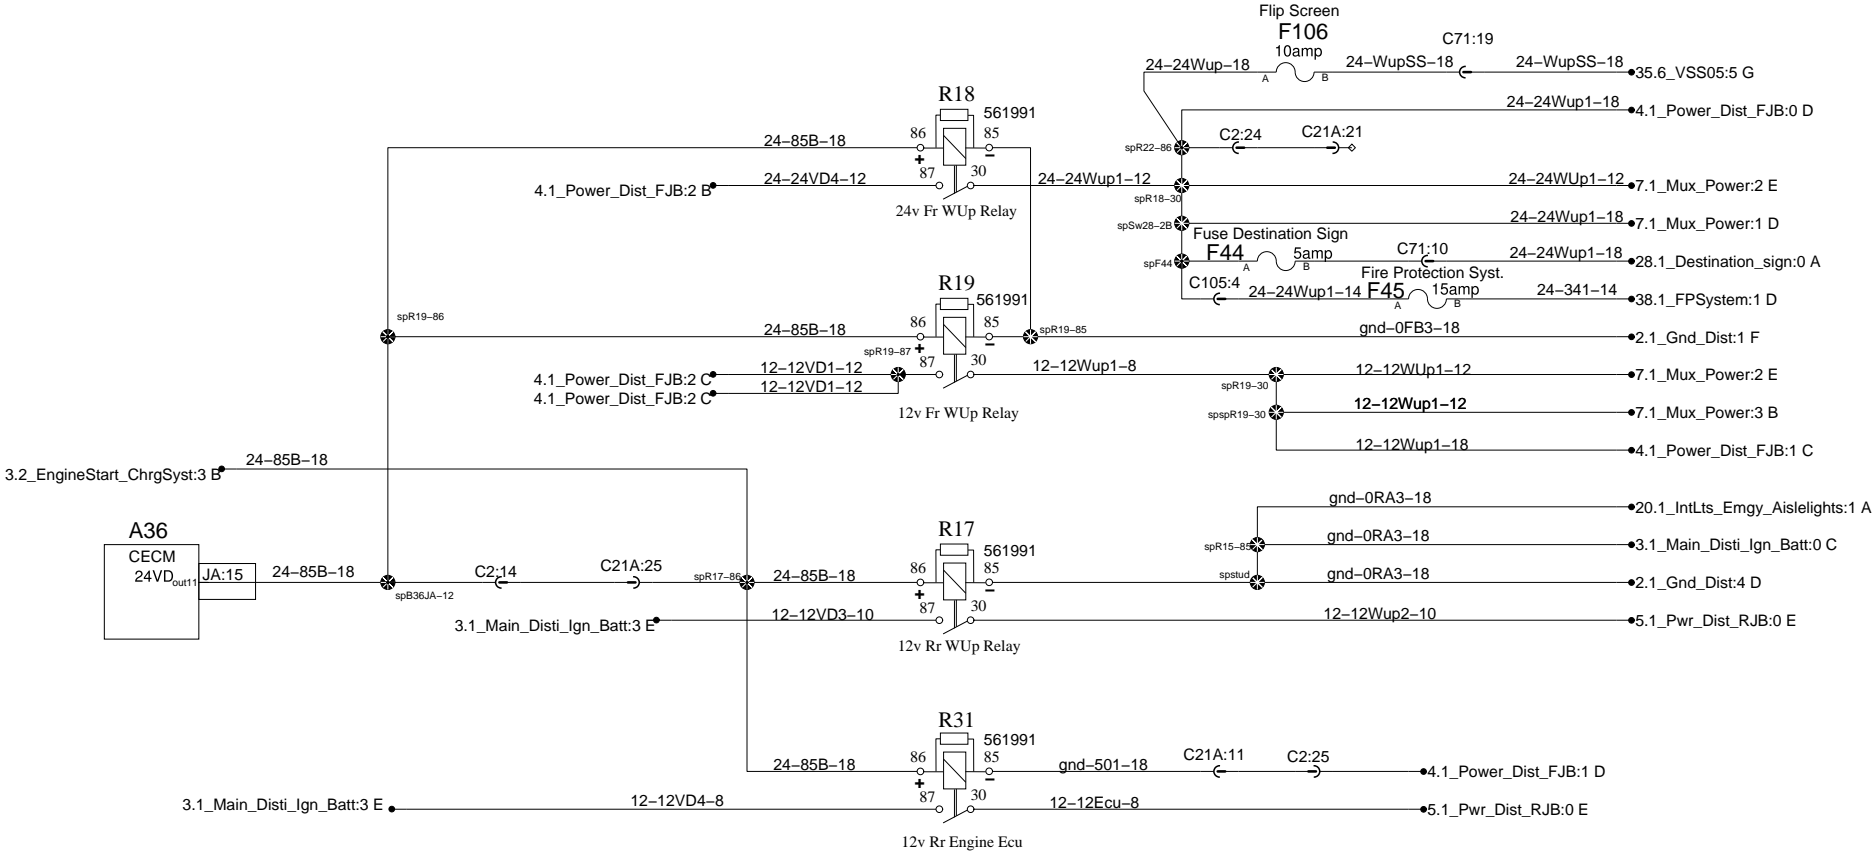 Flip Screen
F106
10amp
C71:19
24-24Wup-18
A
B
24-WupSS-18
24-WupSS-18
35.6_VSS05:5 G
R18
561991
24-24Wup1-18
4.1_Power_Dist_FJB:0 D
24-85B-18
86
85
+
-
spR22-86
C2:24
C21A:21
4.1_Power_Dist_FJB:2 B
24-24VD4-12
87
30
24-24Wup1-12
24-24WUp1-12
7.1_Mux_Power:2 E
spR18-30
24v Fr WUp Relay
spSw28-2B
24-24Wup1-18
7.1_Mux_Power:1 D
Fuse Destination Sign
F44
5amp
C71:10
spF44
A
B
24-24Wup1-18
28.1_Destination_sign:0 A
Fire Protection Syst.
C105:4
24-24Wup1-14
F45
15amp
A
B
24-341-14
38.1_FPSystem:1 D
R19
561991
spR19-86
24-85B-18
86
85
+
-
spR19-85
gnd-0FB3-18
2.1_Gnd_Dist:1 F
spR19-87
87
30
4.1_Power_Dist_FJB:2 C
12-12VD1-12
12-12Wup1-8
12-12WUp1-12
7.1_Mux_Power:2 E
spR19-30
4.1_Power_Dist_FJB:2 C
12-12VD1-12
12v Fr WUp Relay
spspR19-30
12-12Wup1-12
7.1_Mux_Power:3 B
12-12Wup1-18
4.1_Power_Dist_FJB:1 C
3.2_EngineStart_ChrgSyst:3 B
24-85B-18
gnd-0RA3-18
20.1_IntLts_Emgy_Aislelights:1 A
A36
CECM
24VD
out11
JA:15
24-85B-18
spB36JA-12
C2:14
C21A:25
spR17-86
24-85B-18
R17
561991
86
85
+
-
spR15-85
gnd-0RA3-18
3.1_Main_Disti_Ign_Batt:0 C
spstud
gnd-0RA3-18
2.1_Gnd_Dist:4 D
3.1_Main_Disti_Ign_Batt:3 E
12-12VD3-10
87
30
12-12Wup2-10
5.1_Pwr_Dist_RJB:0 E
12v Rr WUp Relay
R31
561991
24-85B-18
86
85
+
-
gnd-501-18
C21A:11
C2:25
4.1_Power_Dist_FJB:1 D
3.1_Main_Disti_Ign_Batt:3 E
12-12VD4-8
87
30
12-12Ecu-8
5.1_Pwr_Dist_RJB:0 E
12v Rr Engine Ecu